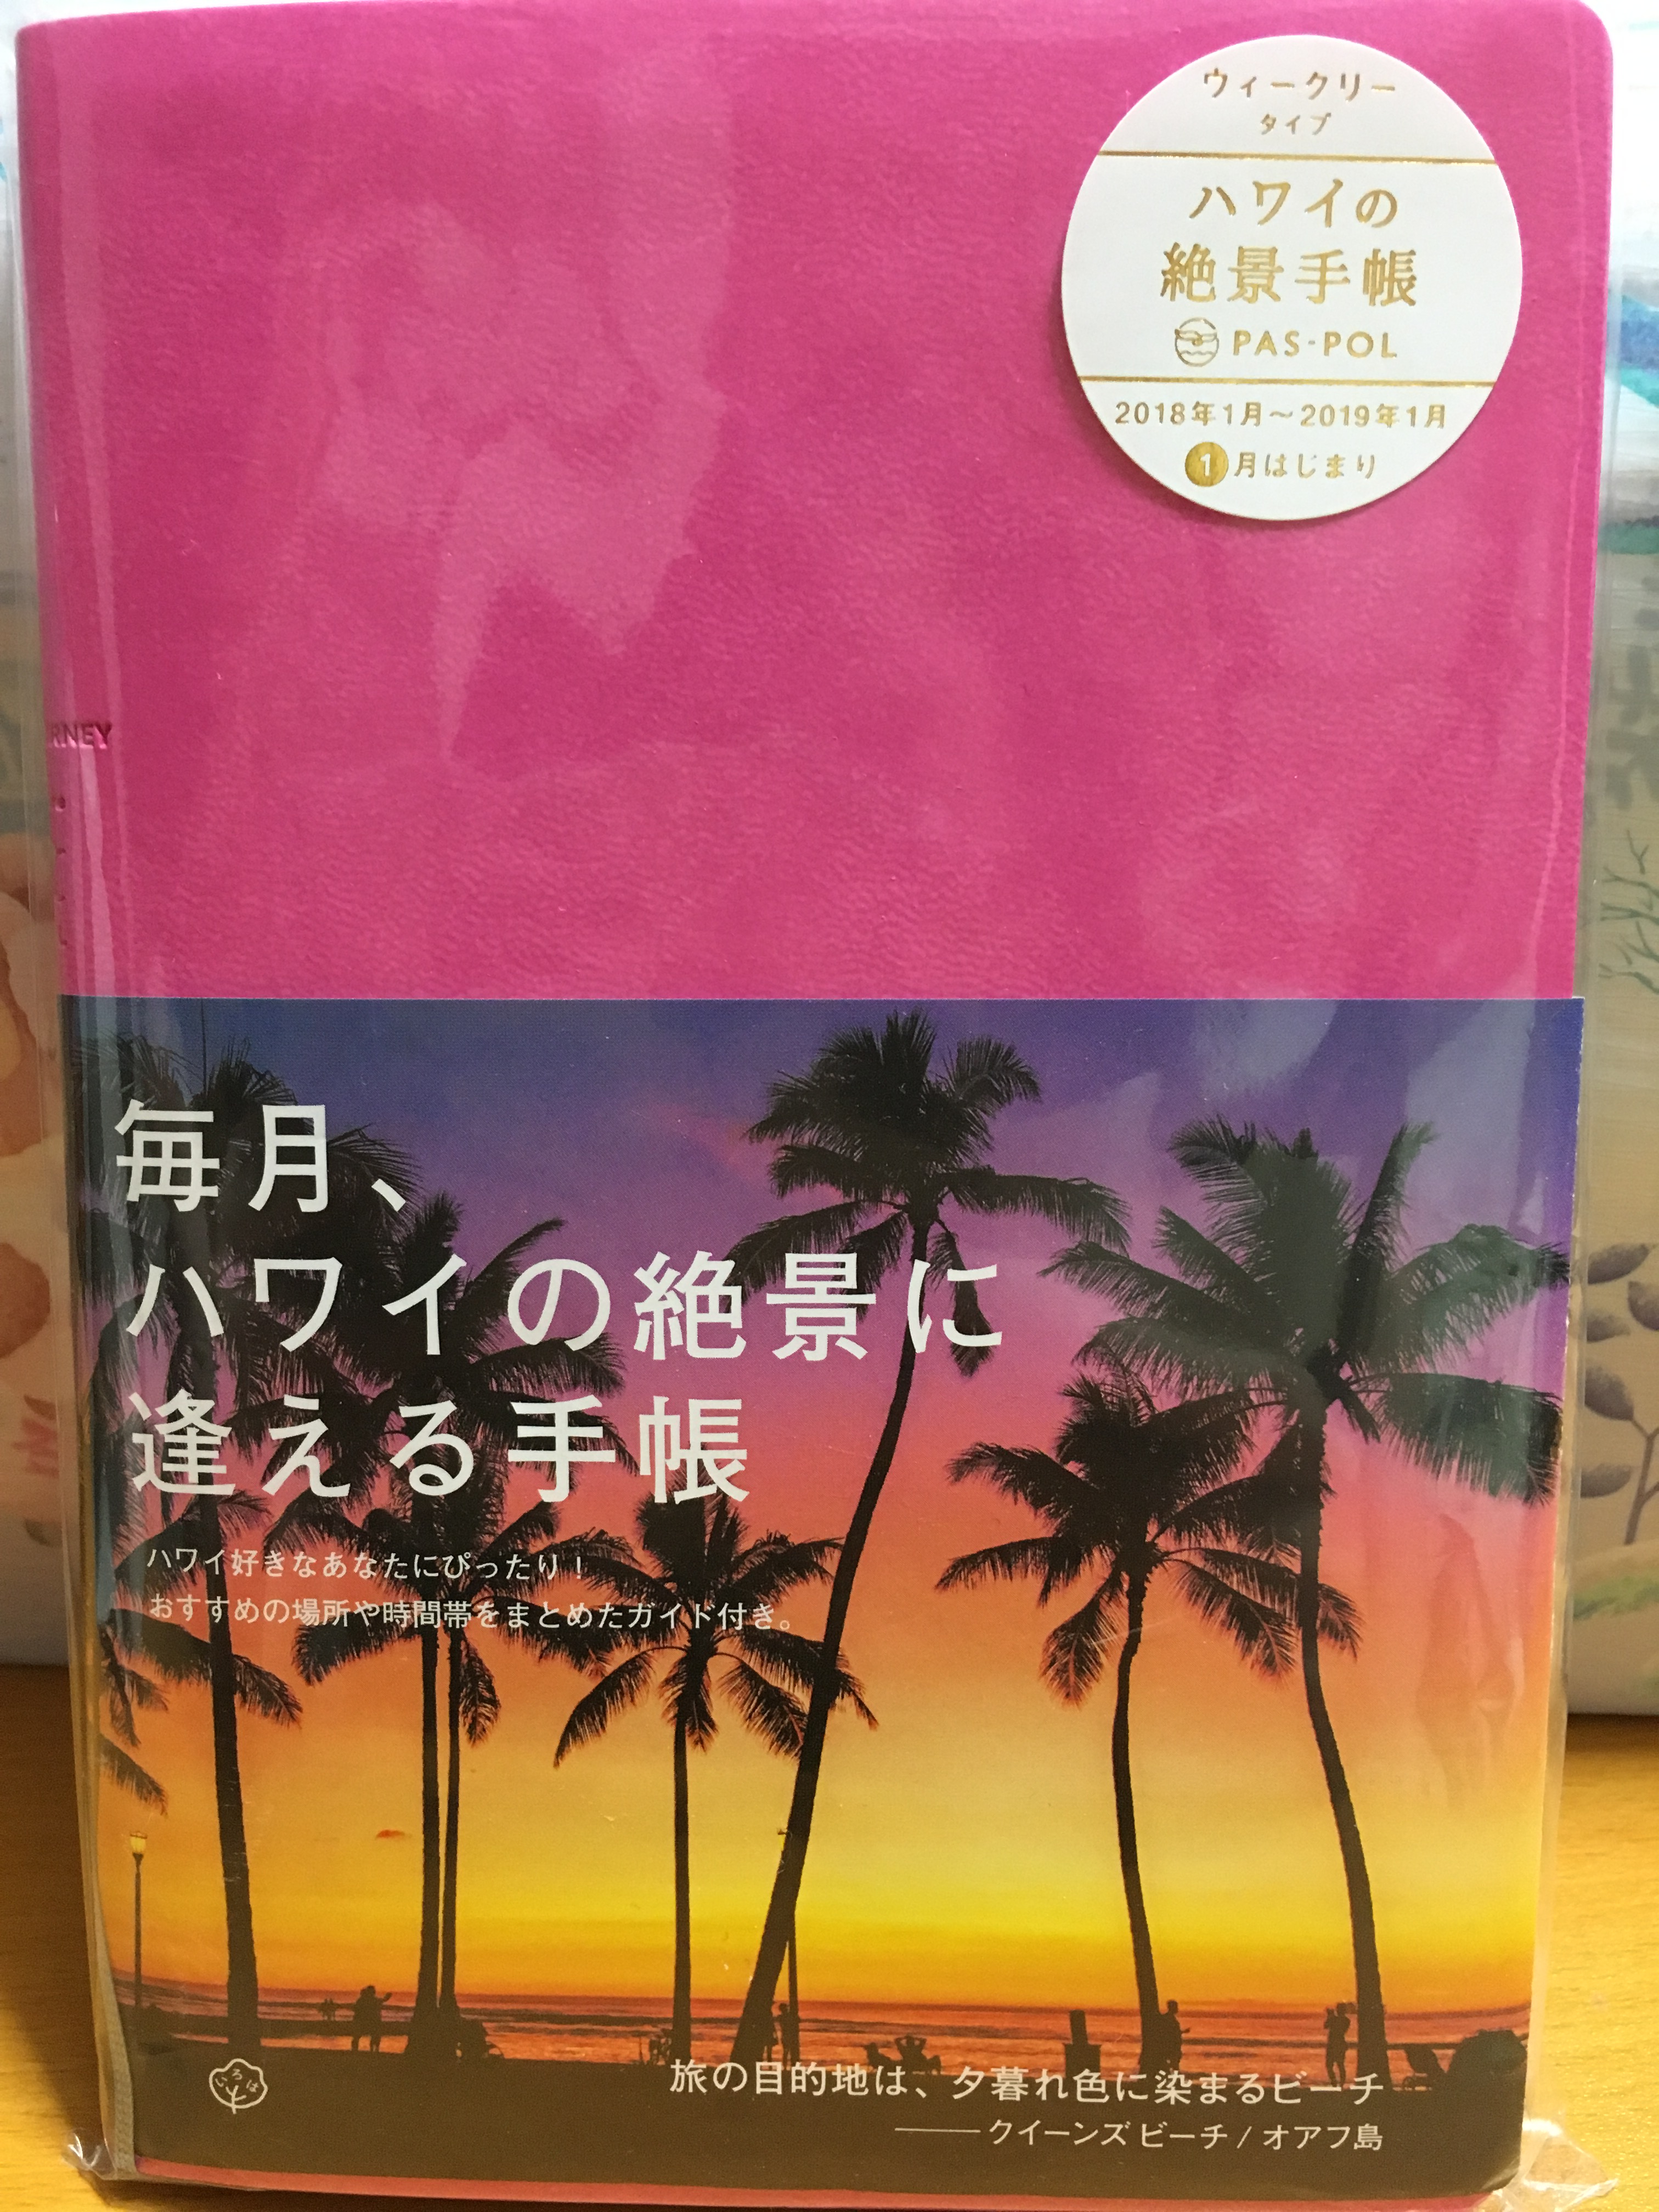 ウィークリー
タイプ
ハワイの
絶景手帳
PAS-POL
2018年1月～2019年1月
1月はじまり
RNEY
毎月、
ハワイの絶景に
逢える手帳
ハワイ好きなあなたにぴったり！
おすすめの場所や時間帯をまとめたガイド付き。
いろは
旅の目的地は、夕暮れ色に染まるビーチ
――クイーンズ ビーチ / オアフ島